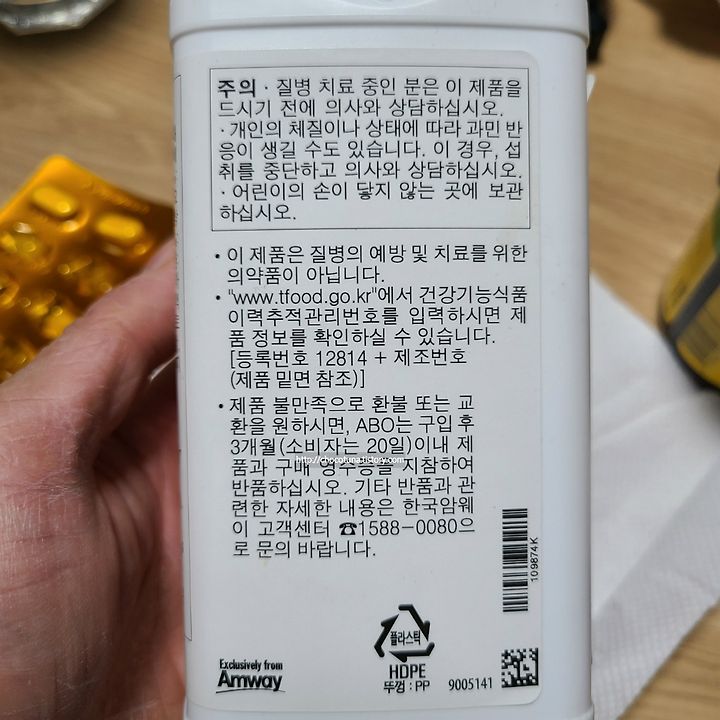 주의 · 질병 치료 중인 분은 이 제품을
드시기 전에 의사와 상담하십시오.
· 개인의 체질이나 상태에 따라 과민 반
응이 생길 수도 있습니다. 이 경우, 섭
취를 중단하고 의사와 상담하십시오.
· 어린이의 손이 닿지 않는 곳에 보관
하십시오.
• 이 제품은 질병의 예방 및 치료를 위한
의약품이 아닙니다.
• "www.tfood.go.kr"에서 건강기능식품
이력추적관리번호를 입력하시면 제
품 정보를 확인하실 수 있습니다.
[등록번호 12814 + 제조번호
(제품 밑면 참조)]
• 제품 불만족으로 환불 또는 교
환을 원하시면, ABO는 구입 후
3개월(소비자는 20일)이내 제
http://chocotuna.tistory.com
품과 구매 영수증을 지참하여
반품하십시오. 기타 반품과 관
련한 자세한 내용은 한국암웨
이 고객센터 ☎1588-0080으
로 문의 바랍니다.
109874K
플라스틱
HDPE
뚜껑 : PP
Exclusively from
Amway
9005141